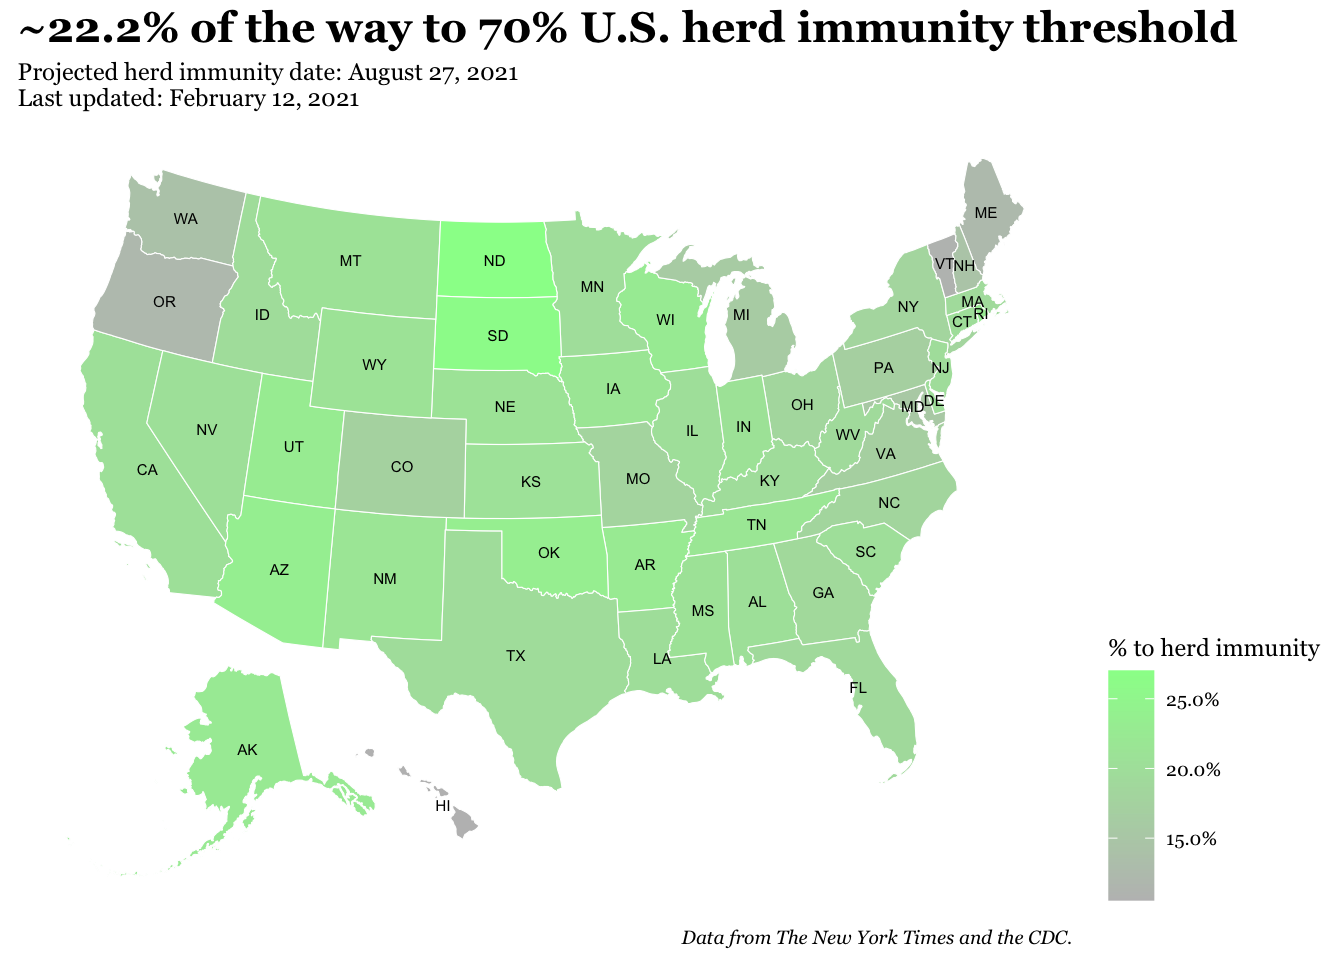 ~22.2% of the way to 70% U.S. herd immunity threshold
Projected herd immunity date: August 27, 2021
Last updated: February 12, 2021
WA
ME
MT
ND
VT
NH
OR
ID
MN
MA
NY
RI
CT
WI
MI
SD
WY
PA
NJ
IA
NE
DE
MD
OH
NV
IL
IN
WV
UT
VA
CO
CA
MO
KS
KY
NC
TN
OK
SC
AR
AZ
NM
GA
AL
MS
TX
LA
FL
AK
HI
% to herd immunity
25.0%
20.0%
15.0%
Data from The New York Times and the CDC.